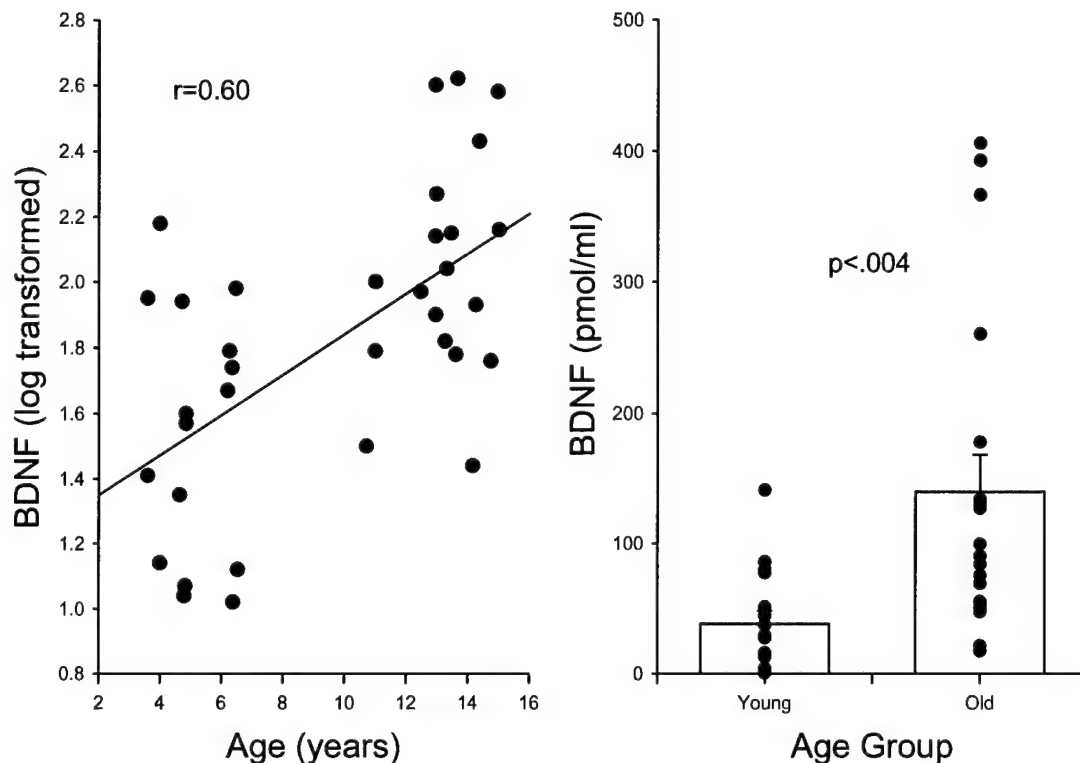 2.8
2.6
2.4
2.2
2.0
1.8
1.6
1.4
1.2
1.0
0.8
BDNF (log transformed)
r=0.60
2 4 6 8 10 12 14 16
Age (years)
500
400
300
200
100
0
BDNF (pmol/ml)
p<.004
Young Old
Age Group